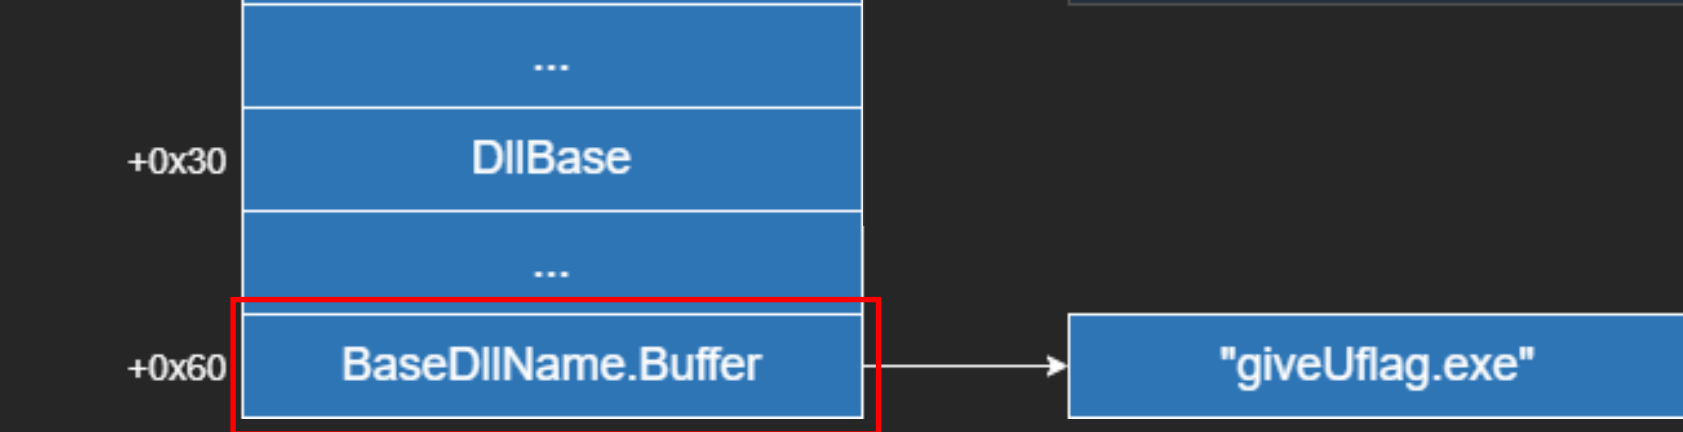 ...
+0x30
DllBase
...
+0x60
BaseDllName.Buffer
"giveUflag.exe"